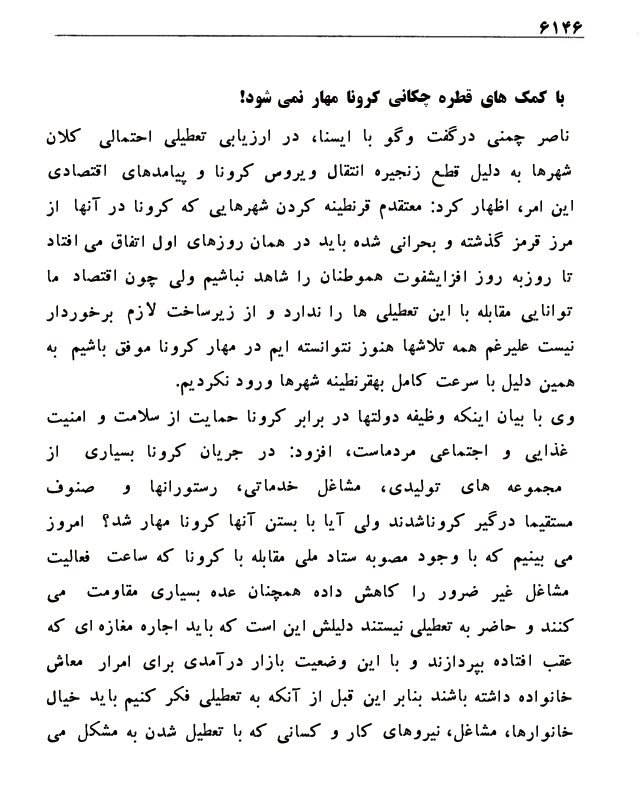 ۶۱۴۶
با کمک های قطره چکانی کرونا مهار نمی شود!
ناصر چمنی درگفت وگو با ایسنا، در ارزیابی تعطیلی احتمالی کلان
شهرها به دلیل قطع زنجیره انتقال ویروس کرونا و پیامدهای اقتصادی
این امر، اظهار کرد: معتقدم قرنطینه کردن شهرهایی که کرونا در آنها از
مرز قرمز گذشته و بحرانی شده باید در همان روزهای اول اتفاق می افتاد
تا روزبه روز افزایشفوت هموطنان را شاهد نباشیم ولی چون اقتصاد ما
توانایی مقابله با این تعطیلی ها را ندارد و از زیرساخت لازم برخوردار
نیست علیرغم همه تلاشها هنوز نتوانسته ایم در مهار کرونا موفق باشیم به
همین دلیل با سرعت کامل بهقرنطینه شهرها ورود نکردیم.
وی با بیان اینکه وظیفه دولتها در برابر کرونا حمایت از سلامت و امنیت
غذایی و اجتماعی مردماست، افزود: در جریان کرونا بسیاری از
مجموعه های تولیدی، مشاغل خدماتی، رستورانها و صنوف
مستقیما درگیر کروناشدند ولی آیا با بستن آنها کرونا مهار شد؟ امروز
می بینیم که با وجود مصوبه ستاد ملی مقابله با کرونا که ساعت فعالیت
مشاغل غیر ضرور را کاهش داده همچنان عده بسیاری مقاومت می
کنند و حاضر به تعطیلی نیستند دلیلش این است که باید اجاره مغازه ای که
عقب افتاده بپردازند و با این وضعیت بازار درآمدی برای امرار معاش
خانواده داشته باشند بنابر این قبل از آنکه به تعطیلی فکر کنیم باید خیال
خانوارها، مشاغل، نیروهای کار و کسانی که با تعطیل شدن به مشکل می